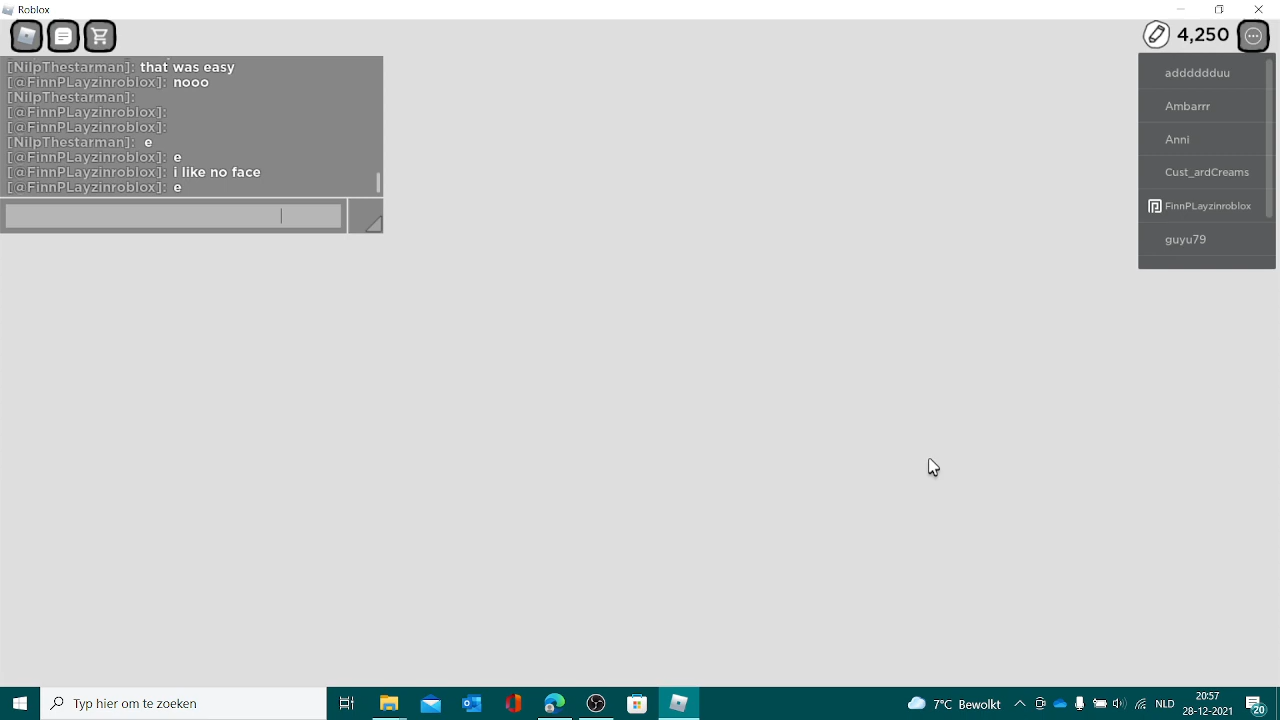 Roblox
4,250
[NilpThestarman]: that was easy
[@FinnPLayzinroblox]: nooo
[NilpThestarman]:
[@FinnPLayzinroblox]:
[@FinnPLayzinroblox]:
[NilpThestarman]: e
[@FinnPLayzinroblox]: e
[@FinnPLayzinroblox]: i like no face
[@FinnPLayzinroblox]: e
adddddduu
Ambarrr
Anni
Cust_ardCreams
FinnPLayzinroblox
guyu79
Typ hier om te zoeken
7°C Bewolkt
NLD
20:57
28-12-2021
20